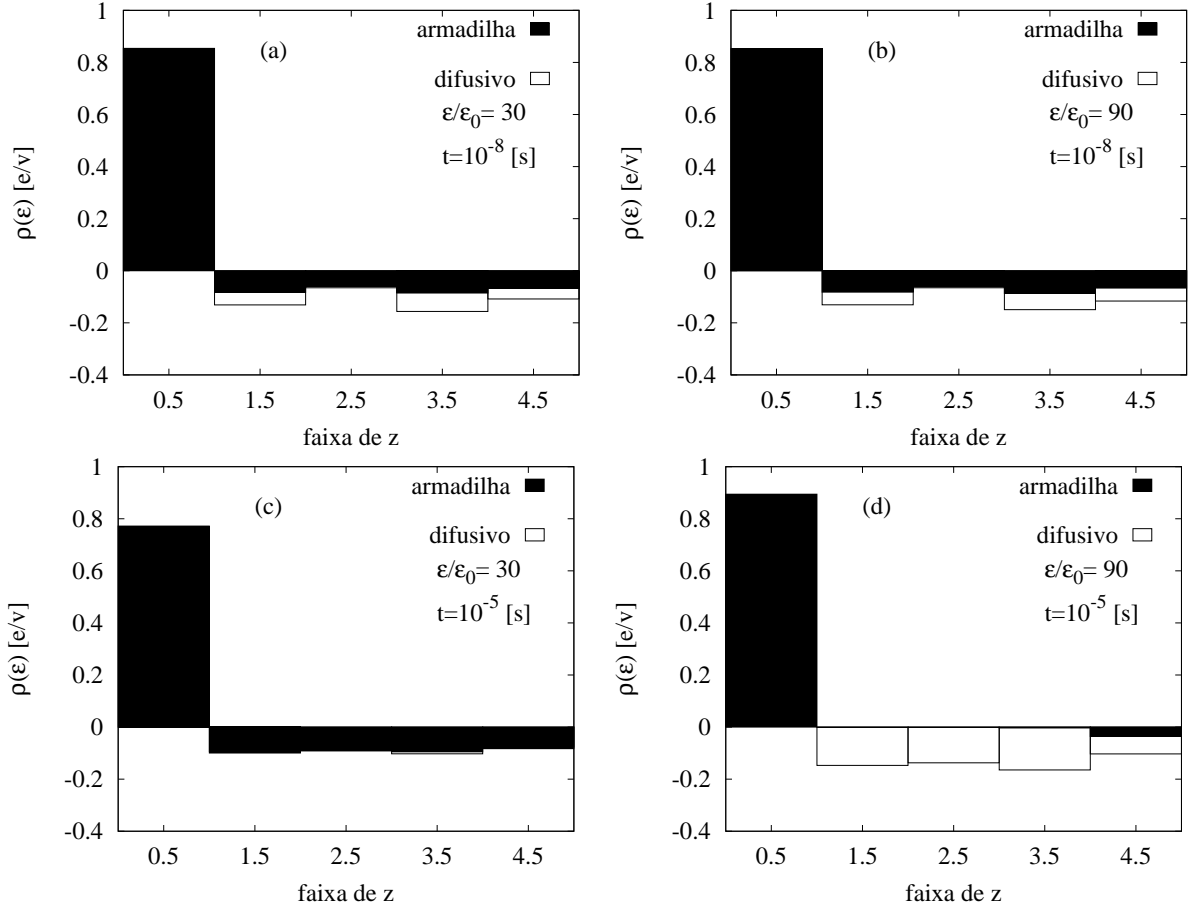 1
0.8
0.6
0.4
0.2
0
-0.2
-0.4
ρ(ε) [e/v]
(a)
armadilha
difusivo
ε/ε0= 30
t=10-8 [s]
0.5 1.5 2.5 3.5 4.5
faixa de z
1
0.8
0.6
0.4
0.2
0
-0.2
-0.4
ρ(ε) [e/v]
(b)
armadilha
difusivo
ε/ε0= 90
t=10-8 [s]
0.5 1.5 2.5 3.5 4.5
faixa de z
1
0.8
0.6
0.4
0.2
0
-0.2
-0.4
ρ(ε) [e/v]
(c)
armadilha
difusivo
ε/ε0= 30
t=10-5 [s]
0.5 1.5 2.5 3.5 4.5
faixa de z
1
0.8
0.6
0.4
0.2
0
-0.2
-0.4
ρ(ε) [e/v]
(d)
armadilha
difusivo
ε/ε0= 90
t=10-5 [s]
0.5 1.5 2.5 3.5 4.5
faixa de z